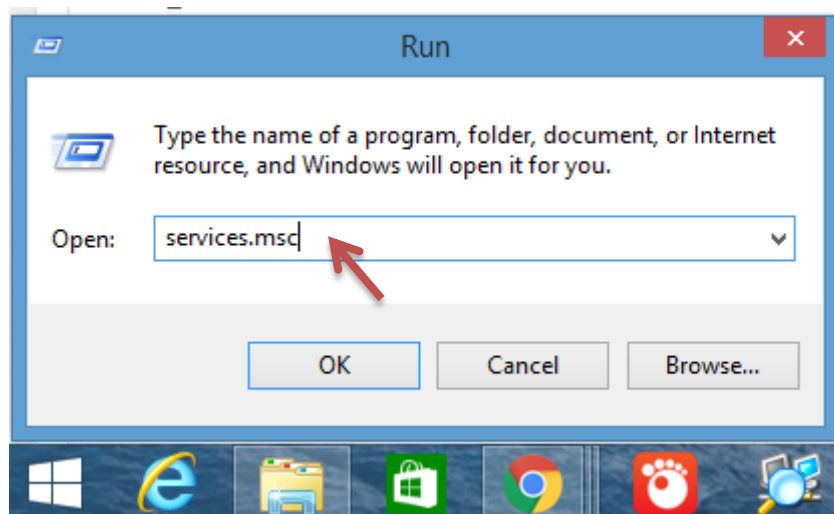 Run
Type the name of a program, folder, document, or Internet
resource, and Windows will open it for you.
Open: services.msc
OK Cancel Browse...